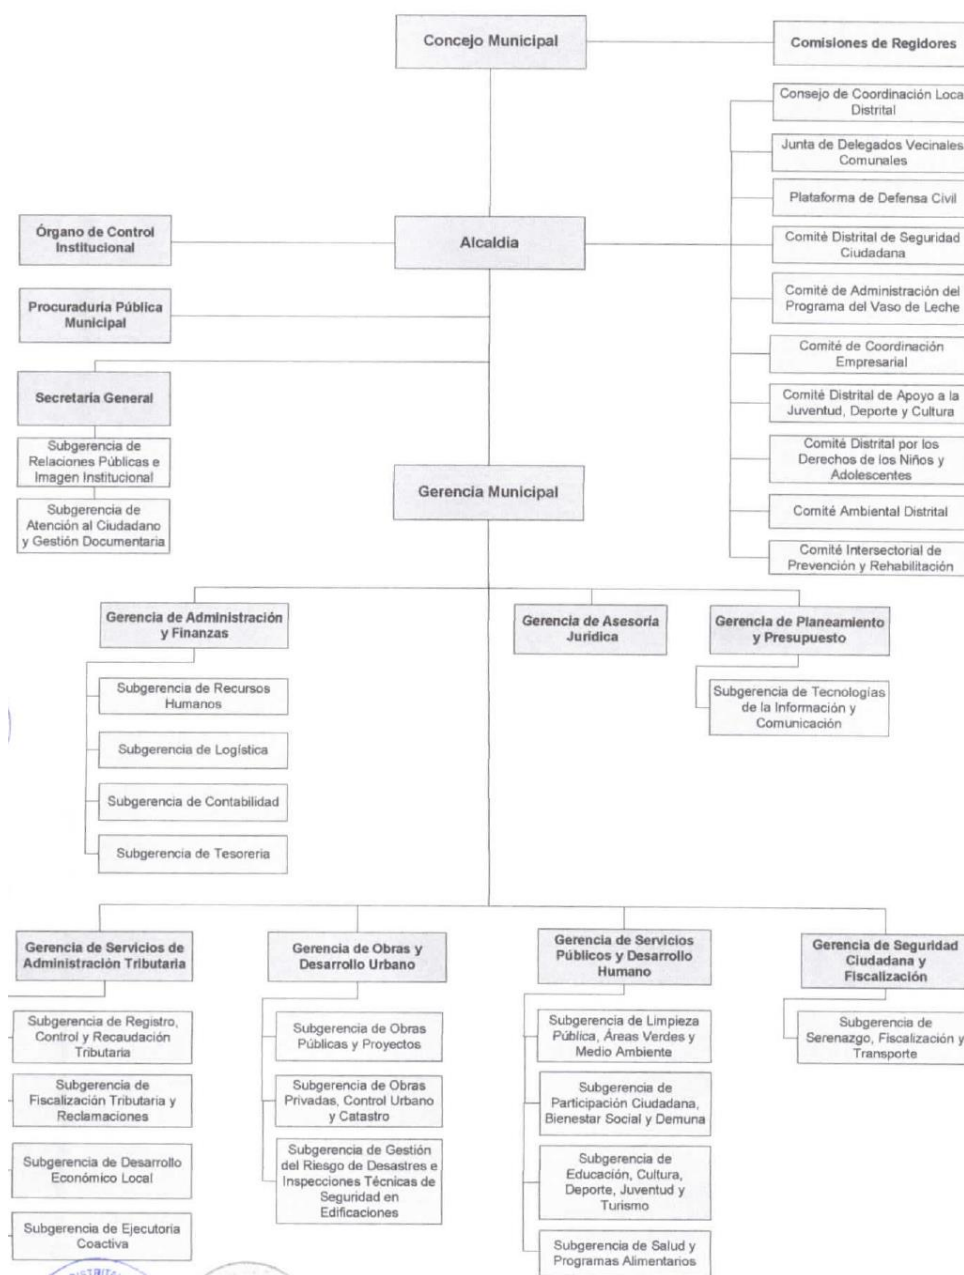 Concejo Municipal
Comisiones de Regidores
Consejo de Coordinación Loca
Distrital
Junta de Delegados Vecinales
Comunales
Plataforma de Defensa Civil
Órgano de Control
Institucional
Alcaldia
Comité Distrital de Seguridad
Ciudadana
Procuraduría Pública
Municipal
Comité de Administración del
Programa del Vaso de Leche
Comité de Coordinación
Empresarial
Secretaría General
Comité Distrital de Apoyo a la
Juventud, Deporte y Cultura
Subgerencia de
Relaciones Públicas e
Imagen Institucional
Gerencia Municipal
Comité Distrital por los
Derechos de los Niños y
Adolescentes
Subgerencia de
Atención al Ciudadano
y Gestión Documentaria
Comité Ambiental Distrital
Comité Intersectorial de
Prevención y Rehabilitación
Gerencia de Administración
y Finanzas
Gerencia de Asesoría
Juridica
Gerencia de Planeamiento
y Presupuesto
Subgerencia de Recursos
Humanos
Subgerencia de Logística
Subgerencia de Contabilidad
Subgerencia de Tesoreria
Subgerencia de Tecnologías
de la Información y
Comunicación
Gerencia de Servicios de
Administración Tributaria
Gerencia de Obras y
Desarrollo Urbano
Gerencia de Servicios
Públicos y Desarrollo
Humano
Gerencia de Seguridad
Ciudadana y
Fiscalización
Subgerencia de Registro,
Control y Recaudación
Tributaria
Subgerencia de
Fiscalización Tributaria y
Reclamaciones
Subgerencia de Desarrollo
Económico Local
Subgerencia de Ejecutoría
Coactiva
Subgerencia de Obras
Públicas y Proyectos
Subgerencia de Obras
Privadas, Control Urbano
y Catastro
Subgerencia de Gestión
del Riesgo de Desastres e
Inspecciones Técnicas de
Seguridad en
Edificaciones
Subgerencia de Limpieza
Pública, Áreas Verdes y
Medio Ambiente
Subgerencia de
Participación Ciudadana,
Bienestar Social y Demuna
Subgerencia de
Educación, Cultura,
Deporte, Juventud y
Turismo
Subgerencia de Salud y
Programas Alimentarios
Subgerencia de
Serenazgo, Fiscalización y
Transporte